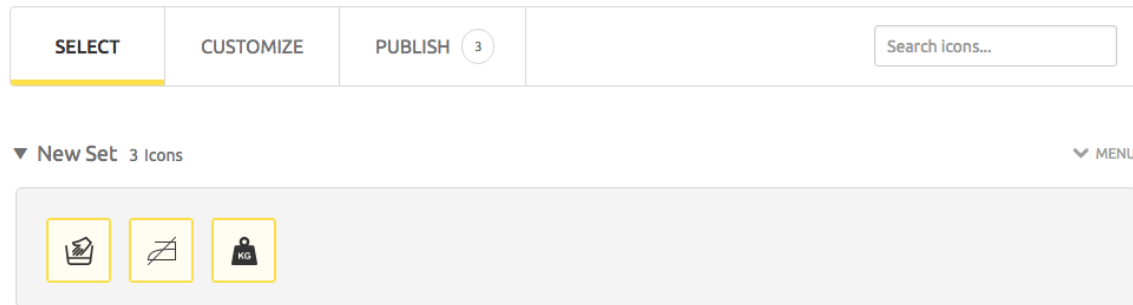 SELECT CUSTOMIZE PUBLISH 3 Search icons...
New Set 3 Icons MENU
KG